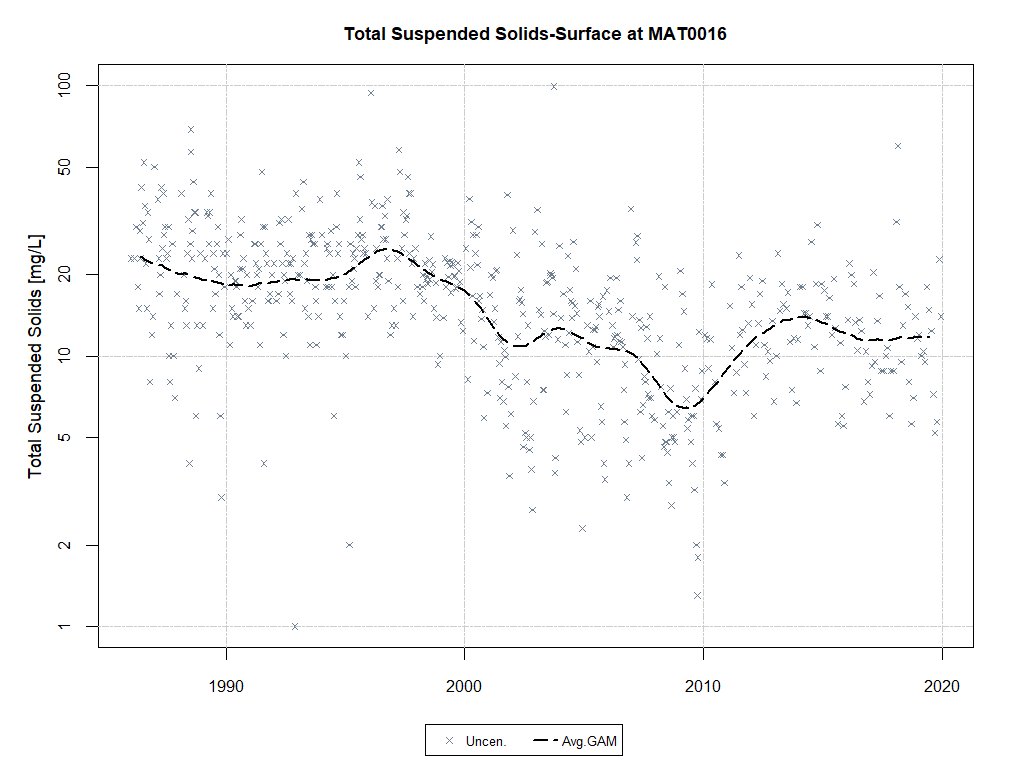 Total Suspended Solids-Surface at MAT0016
Total Suspended Solids [mg/L]
100
50
20
10
5
2
1
1990
2000
2010
2020
Uncen.
Avg.GAM